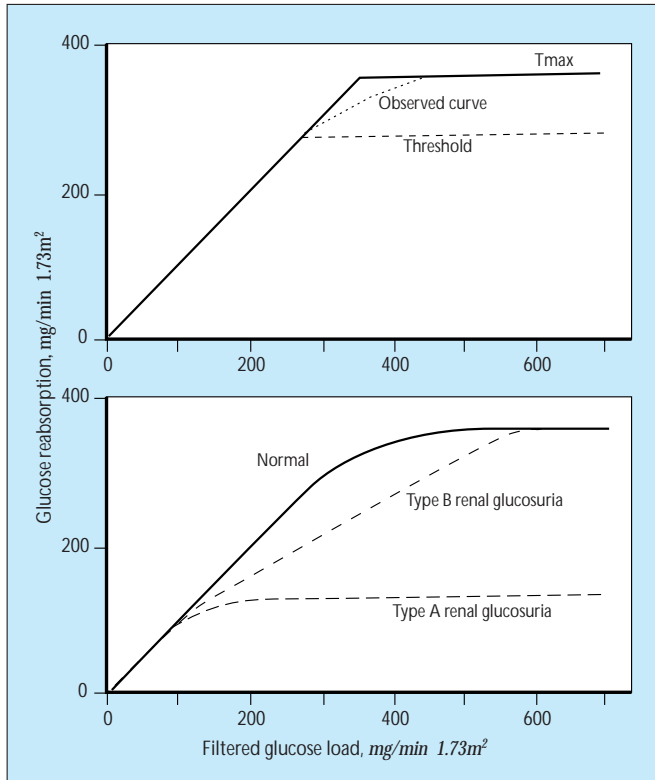 Glucose reabsorption, mg/min 1.73m²
400
200
0
Tmax
Observed curve
Threshold
0
200
400
600
400
200
0
Normal
Type B renal glucosuria
Type A renal glucosuria
0
200
400
600
Filtered glucose load, mg/min 1.73m²